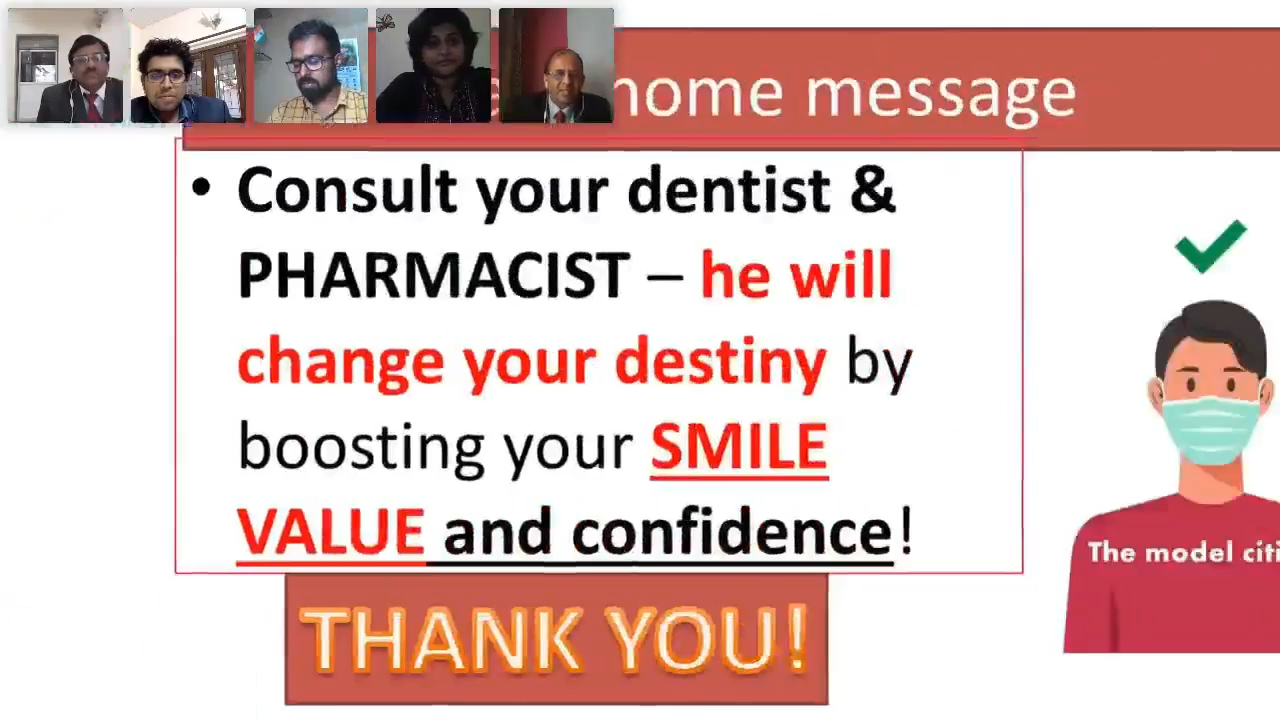 home message
• Consult your dentist &
PHARMACIST – he will
change your destiny by
boosting your SMILE
VALUE and confidence!
THANK YOU!
The model citi